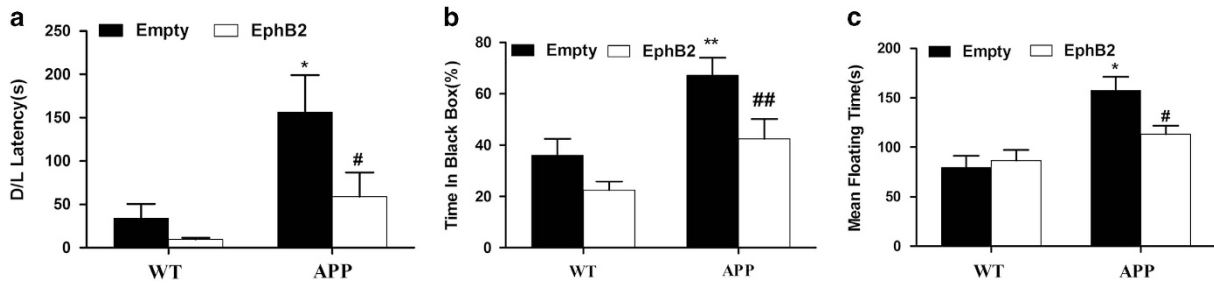 a
Empty EphB2
D/L Latency(s)
250
200
150
100
50
0
*
#
WT APP
b
Empty EphB2
Time In Black Box(%)
80
60
40
20
0
**
##
WT APP
c
Empty EphB2
Mean Floating Time(s)
200
150
100
50
0
*
#
WT APP